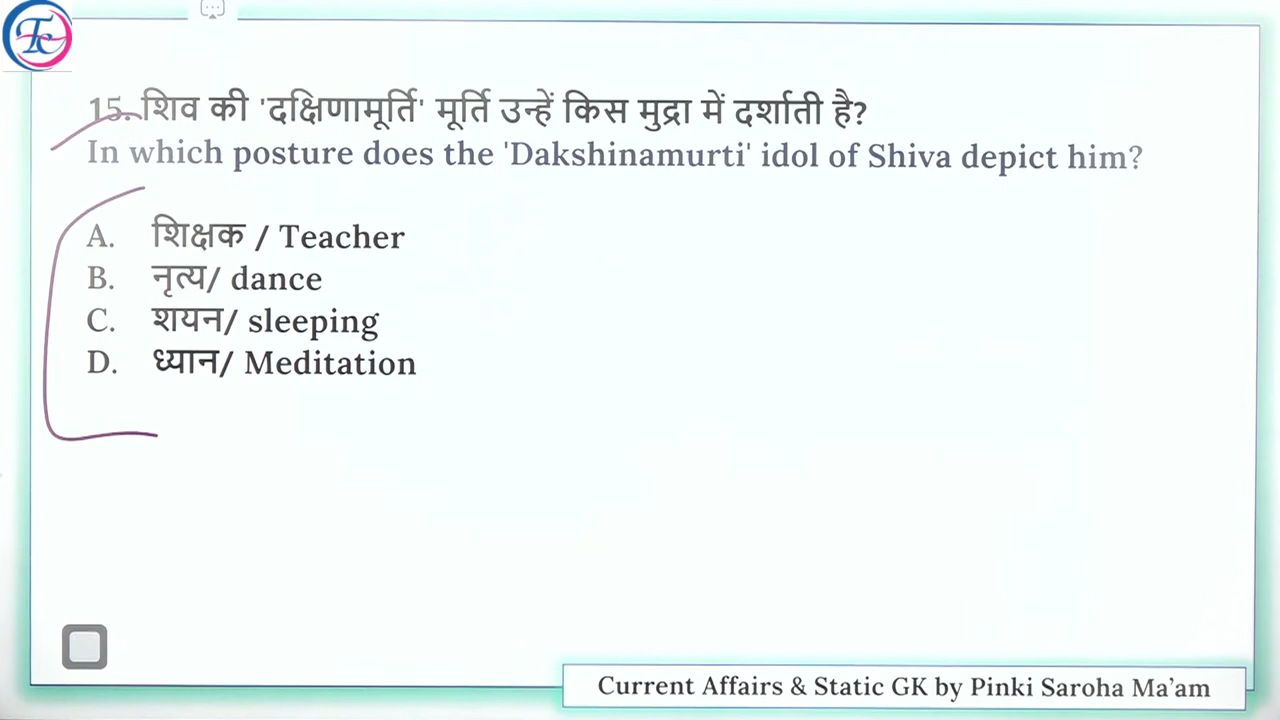 Tc
15. शिव की 'दक्षिणामूर्ति' मूर्ति उन्हें किस मुद्रा में दर्शाती है?
In which posture does the 'Dakshinamurti' idol of Shiva depict him?
A. शिक्षक / Teacher
B. नृत्य/ dance
C. शयन/ sleeping
D. ध्यान/ Meditation
Current Affairs & Static GK by Pinki Saroha Ma'am